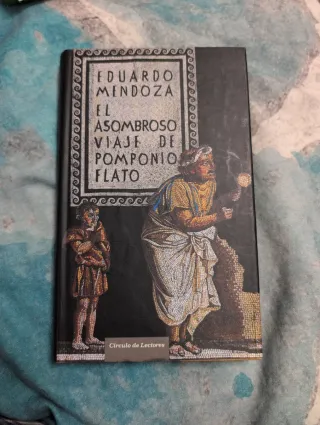 EDUARDO
MENDOZA
EL
ASOMBROSO
VIAJE DE
POMPONIO
FLATO
Círculo de Lectores